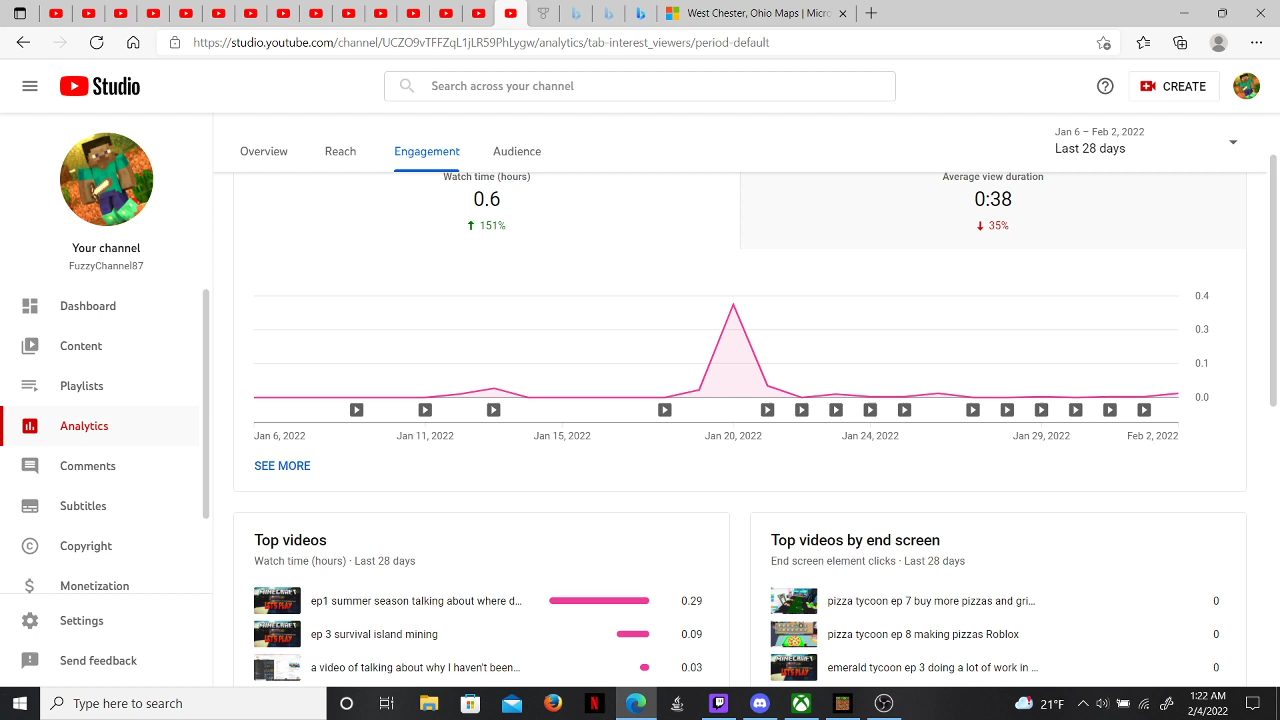 West Chester, Ohio Maps | Micro
https://studio.youtube.com/channel/UCZO9vTFFZqL1jLR59PhLygw/analytics/tab-interest_viewers/period-default
Studio
Search across your channel
CREATE
Your channel
FuzzyChannel87
Dashboard
Content
Playlists
Analytics
Comments
Subtitles
Copyright
Monetization
Settings
Send feedback
Overview
Reach
Engagement
Audience
Jan 6 – Feb 2, 2022
Last 28 days
Watch time (hours)
0.6
151%
Average view duration
0:38
35%
0.4
0.3
0.1
0.0
Jan 6, 2022
Jan 11, 2022
Jan 15, 2022
Jan 20, 2022
Jan 24, 2022
Jan 29, 2022
Feb 2, 2022
SEE MORE
Top videos
Watch time (hours) · Last 28 days
ep1 summer season talking about where d...
0.29
ep 3 survival island mining
0.09
a video of talking about why I haven't been...
0.03
Top videos by end screen
End screen element clicks · Last 28 days
pizza tycoon ep 7 buy more pizzas and gri...
0
pizza tycoon ep 8 making pizzas Roblox
0
emerald tycoon ep 3 doing a lot of work in ...
0
Type here to search
21°F
1:22 AM
2/4/2022